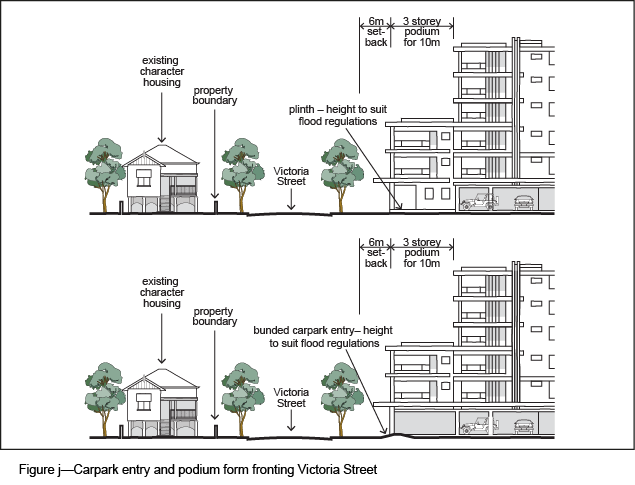 6m
set-
back
3 storey
podium
for 10m
existing
character
housing
property
boundary
plinth – height to suit
flood regulations
Victoria
Street
6m
set-
back
3 storey
podium
for 10m
existing
character
housing
property
boundary
bunded carpark entry– height
to suit flood regulations
Victoria
Street
Figure j—Carpark entry and podium form fronting Victoria Street